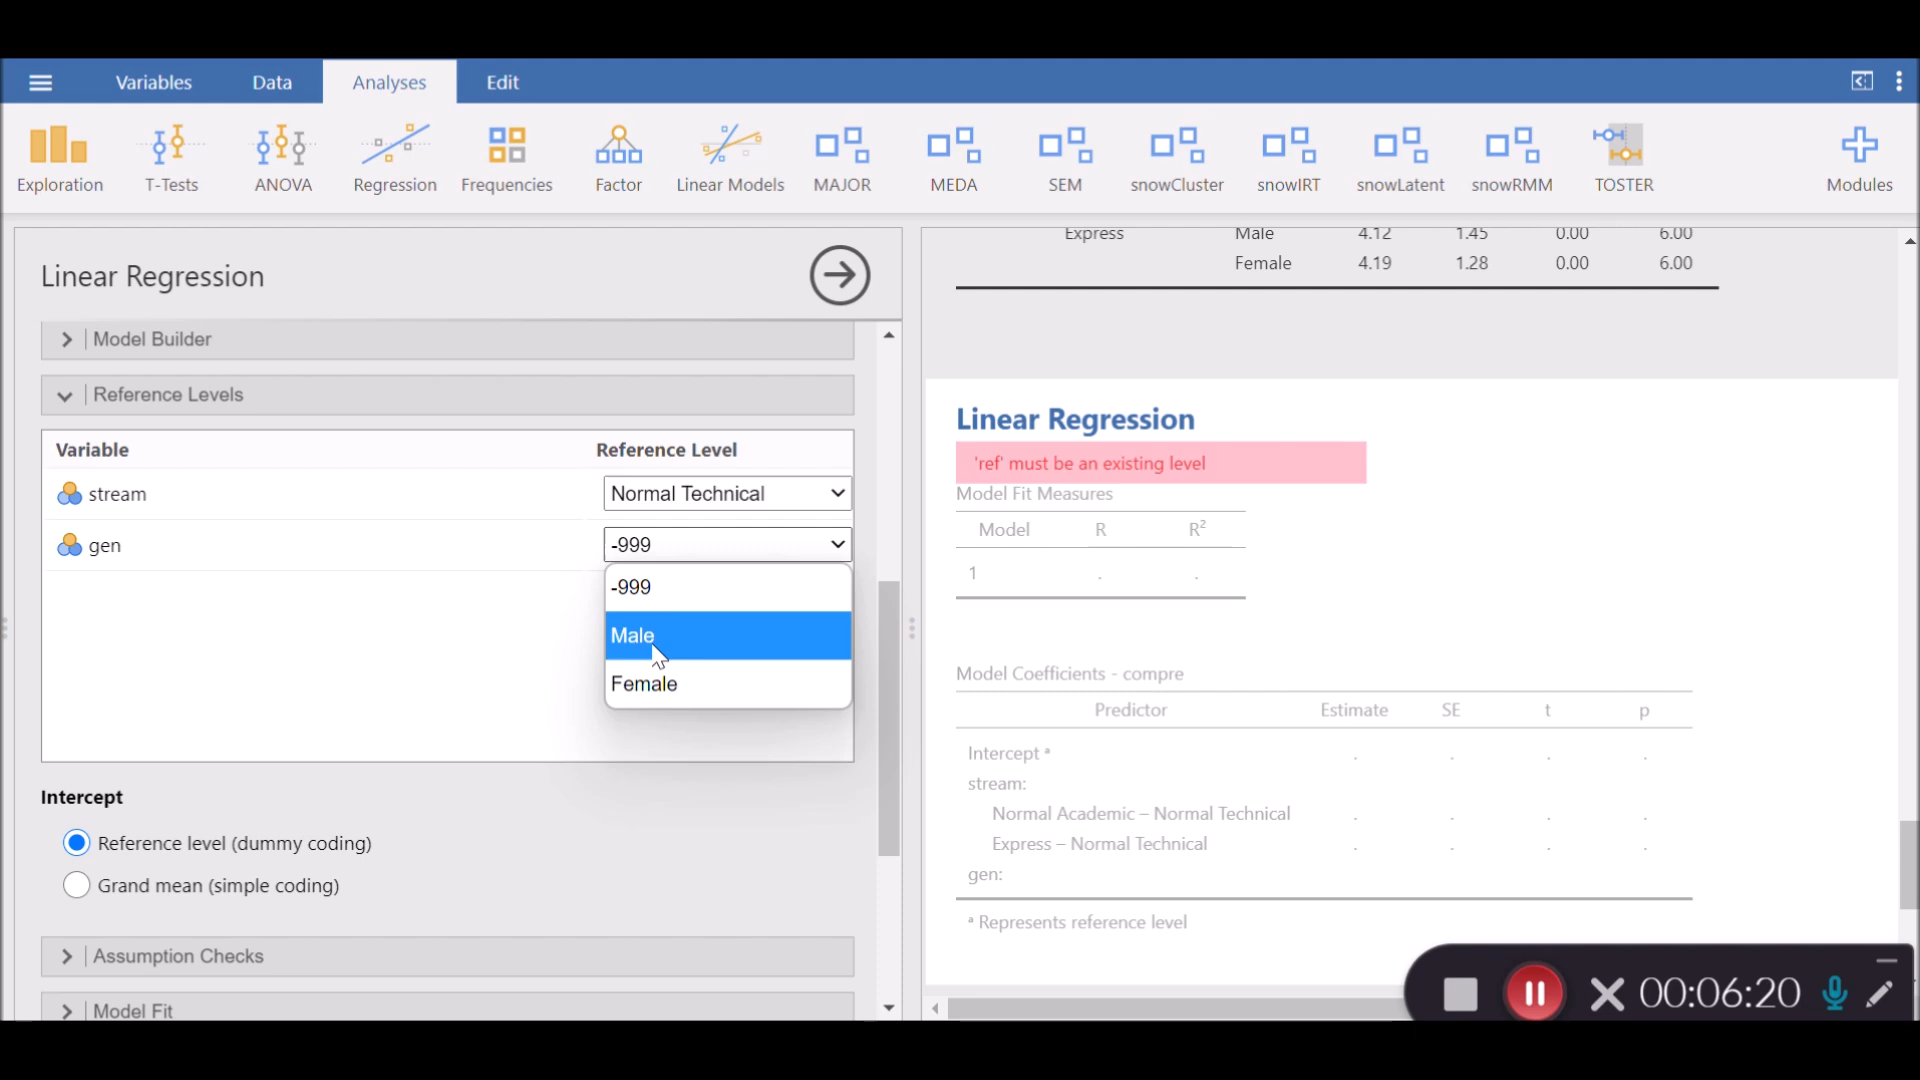 Variables Data Analyses Edit
Exploration T-Tests ANOVA Regression Frequencies Factor Linear Models MAJOR MEDA SEM snowCluster snowIRT snowLatent snowRMM TOSTER Modules
Linear Regression
Model Builder
Reference Levels
Variable Reference Level
stream Normal Technical
gen -999
-999
Male
Female
Intercept
Reference level (dummy coding)
Grand mean (simple coding)
Assumption Checks
Model Fit
Express Male 4.12 1.45 0.00 6.00
Female 4.19 1.28 0.00 6.00
Linear Regression
'ref' must be an existing level
Model Fit Measures
Model R R²
1 . .
Model Coefficients - compre
Predictor Estimate SE t p
Intercept ᵃ . . . .
stream:
Normal Academic – Normal Technical . . . .
Express – Normal Technical . . . .
gen:
ᵃ Represents reference level
00:06:20